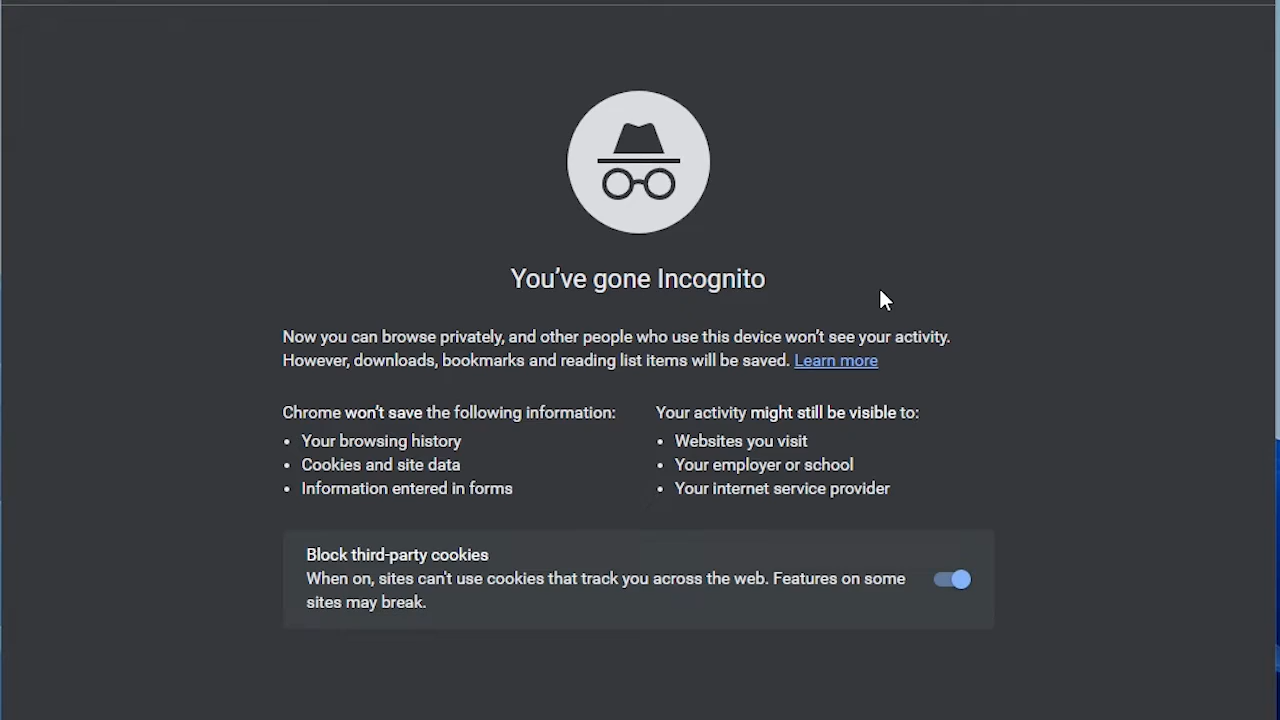 You've gone Incognito
Now you can browse privately, and other people who use this device won't see your activity.
However, downloads, bookmarks and reading list items will be saved. Learn more
Chrome won't save the following information:
• Your browsing history
• Cookies and site data
• Information entered in forms
Your activity might still be visible to:
• Websites you visit
• Your employer or school
• Your internet service provider
Block third-party cookies
When on, sites can't use cookies that track you across the web. Features on some
sites may break.